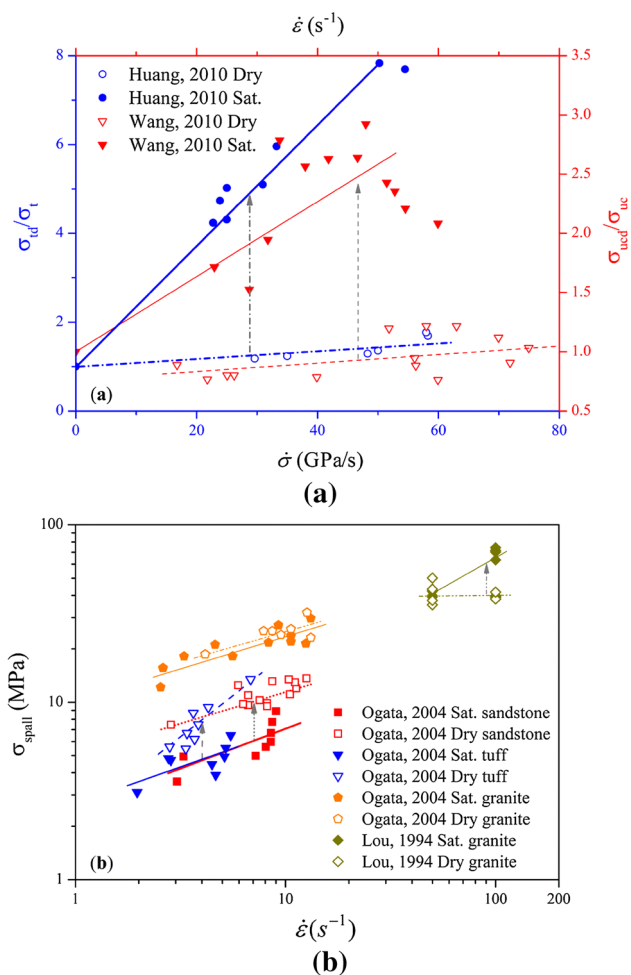 ε̇ (s⁻¹)
8
6
4
2
0
3.5
3.0
2.5
2.0
1.5
1.0
0.5
σtd/σt
σucd/σuc
Huang, 2010 Dry
Huang, 2010 Sat.
Wang, 2010 Dry
Wang, 2010 Sat.
(a)
0 20 40 60 80
σ̇ (GPa/s)
(a)
100
10
1
σspall (MPa)
Ogata, 2004 Sat. sandstone
Ogata, 2004 Dry sandstone
Ogata, 2004 Sat. tuff
Ogata, 2004 Dry tuff
Ogata, 2004 Sat. granite
Ogata, 2004 Dry granite
Lou, 1994 Sat. granite
Lou, 1994 Dry granite
(b)
1 10 100 200
ε̇ (s⁻¹)
(b)